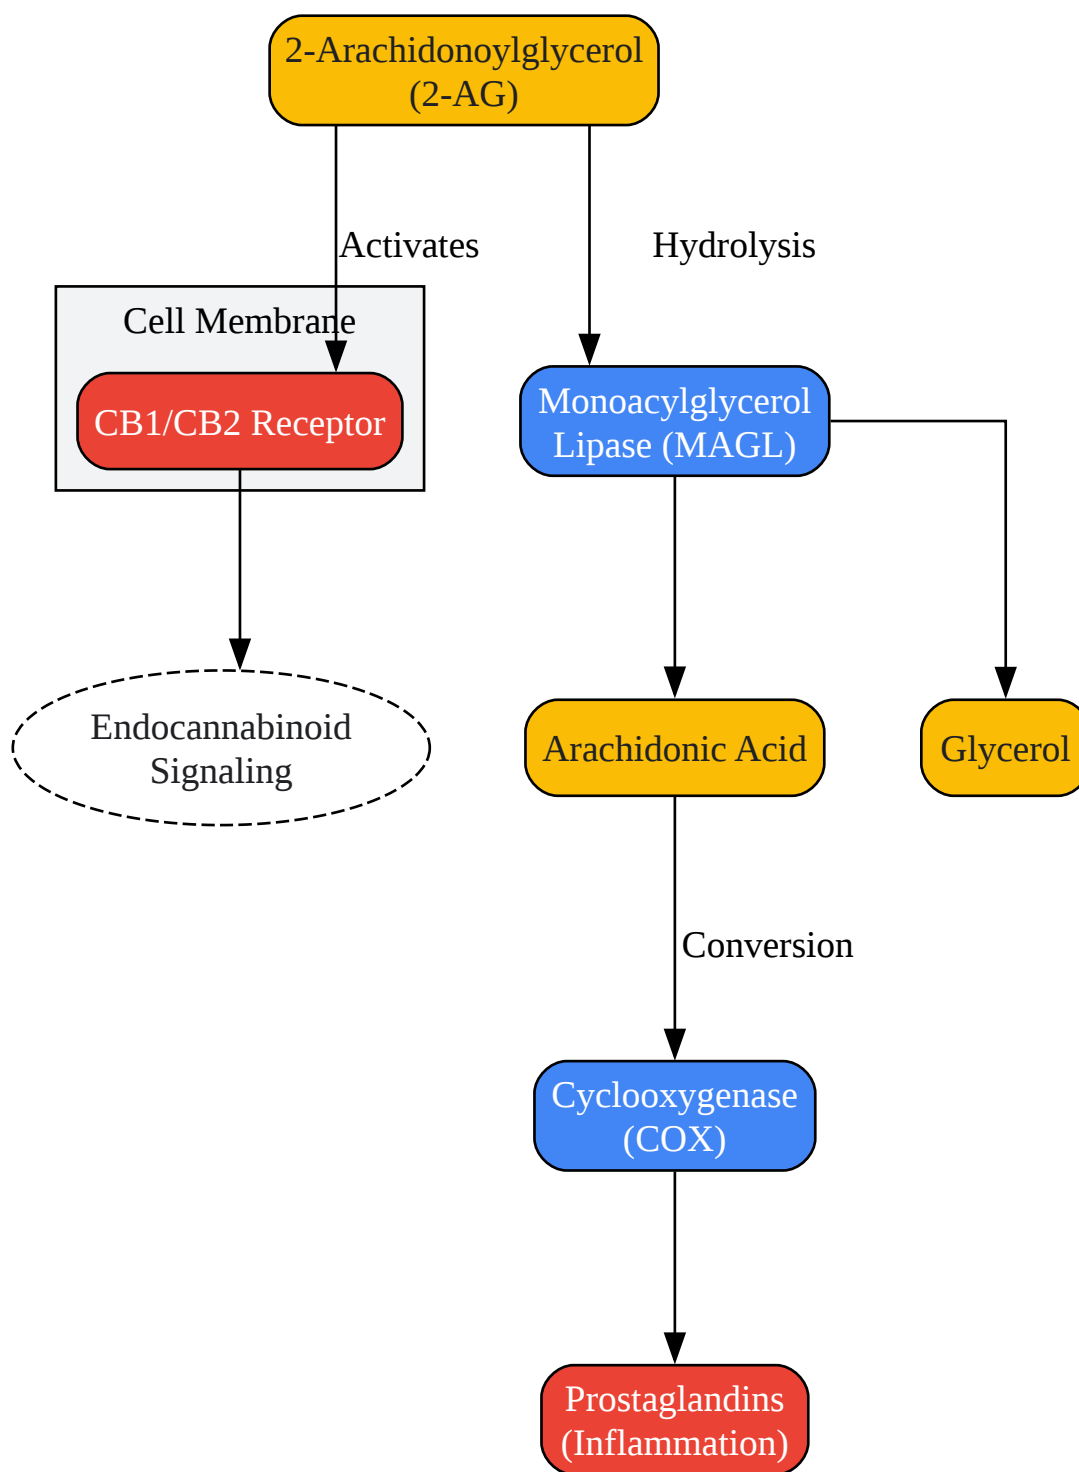 2-Arachidonoylglycerol
(2-AG)
Activates
Hydrolysis
Cell Membrane
CB1/CB2 Receptor
Monoacylglycerol
Lipase (MAGL)
Endocannabinoid
Signaling
Arachidonic Acid
Glycerol
Conversion
Cyclooxygenase
(COX)
Prostaglandins
(Inflammation)